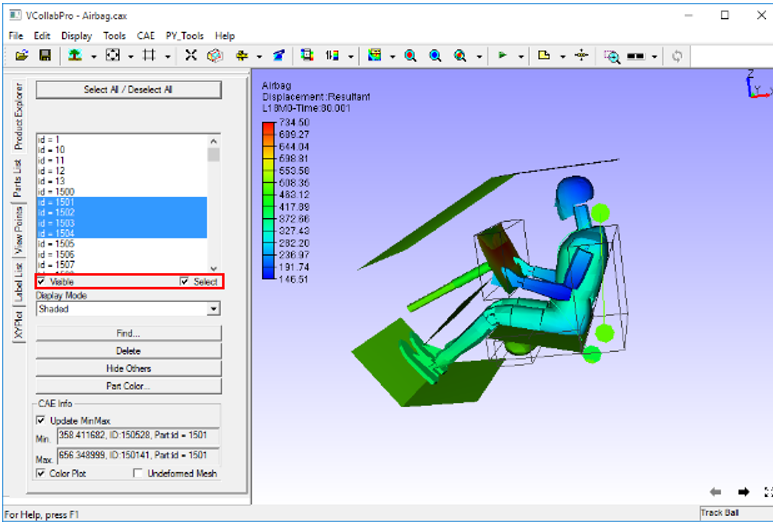 VCollabPro - Airbag.cax
File Edit Display Tools CAE PY_Tools Help
Product Explorer
Parts List
View Points
Label List
XYPlot
Select All / Deselect All
id = 1
id = 10
id = 11
id = 12
id = 13
id = 1500
id = 1501
id = 1502
id = 1503
id = 1504
id = 1505
id = 1506
id = 1507
Visible Select
Display Mode
Shaded
Find...
Delete
Hide Others
Part Color...
CAE Info
Update MinMax
Min. 358.411682, ID:150528, Part id = 1501
Max. 656.348999, ID:150141, Part id = 1501
Color Plot Undeformed Mesh
Airbag
Displacement:Resultant
L18M0-Time:80.001
734.50
689.27
644.04
598.81
553.58
508.35
463.12
417.89
372.66
327.43
282.20
236.97
191.74
146.51
Z
Y
For Help, press F1
Track Ball